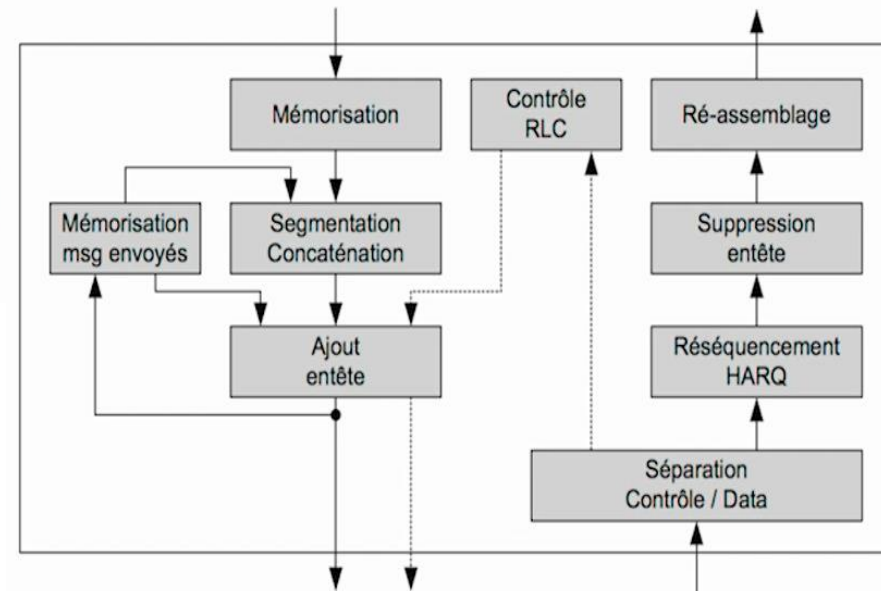 Mémorisation
Contrôle
RLC
Ré-assemblage
Mémorisation
msg envoyés
Segmentation
Concaténation
Suppression
entête
Ajout
entête
Réséquencement
HARQ
Séparation
Contrôle / Data